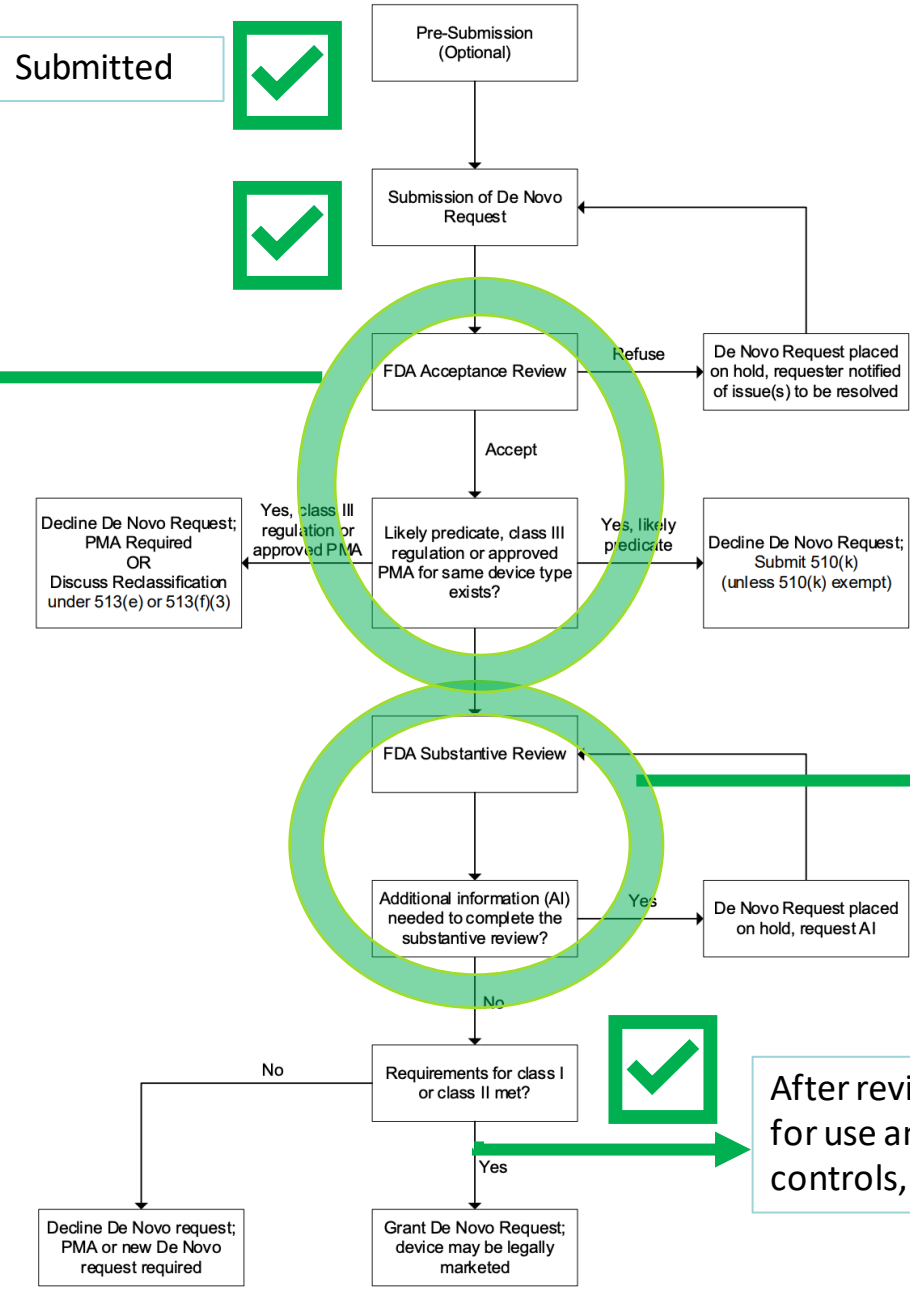 Pre-Submission
(Optional)
Submitted
Submission of De Novo
Request
FDA Acceptance Review
Refuse
De Novo Request placed
on hold, requester notified
of issue(s) to be resolved
Accept
Decline De Novo Request;
PMA Required
OR
Discuss Reclassification
under 513(e) or 513(f)(3)
Yes, class III
regulation or
approved PMA
Likely predicate, class III
regulation or approved
PMA for same device type
exists?
Yes, likely
predicate
Decline De Novo Request;
Submit 510(k)
(unless 510(k) exempt)
FDA Substantive Review
Additional information (AI)
needed to complete the
substantive review?
Yes
De Novo Request placed
on hold, request AI
No
No
Requirements for class I
or class II met?
After revi
for use a
controls,
Yes
Decline De Novo request;
PMA or new De Novo
request required
Grant De Novo Request;
device may be legally
marketed